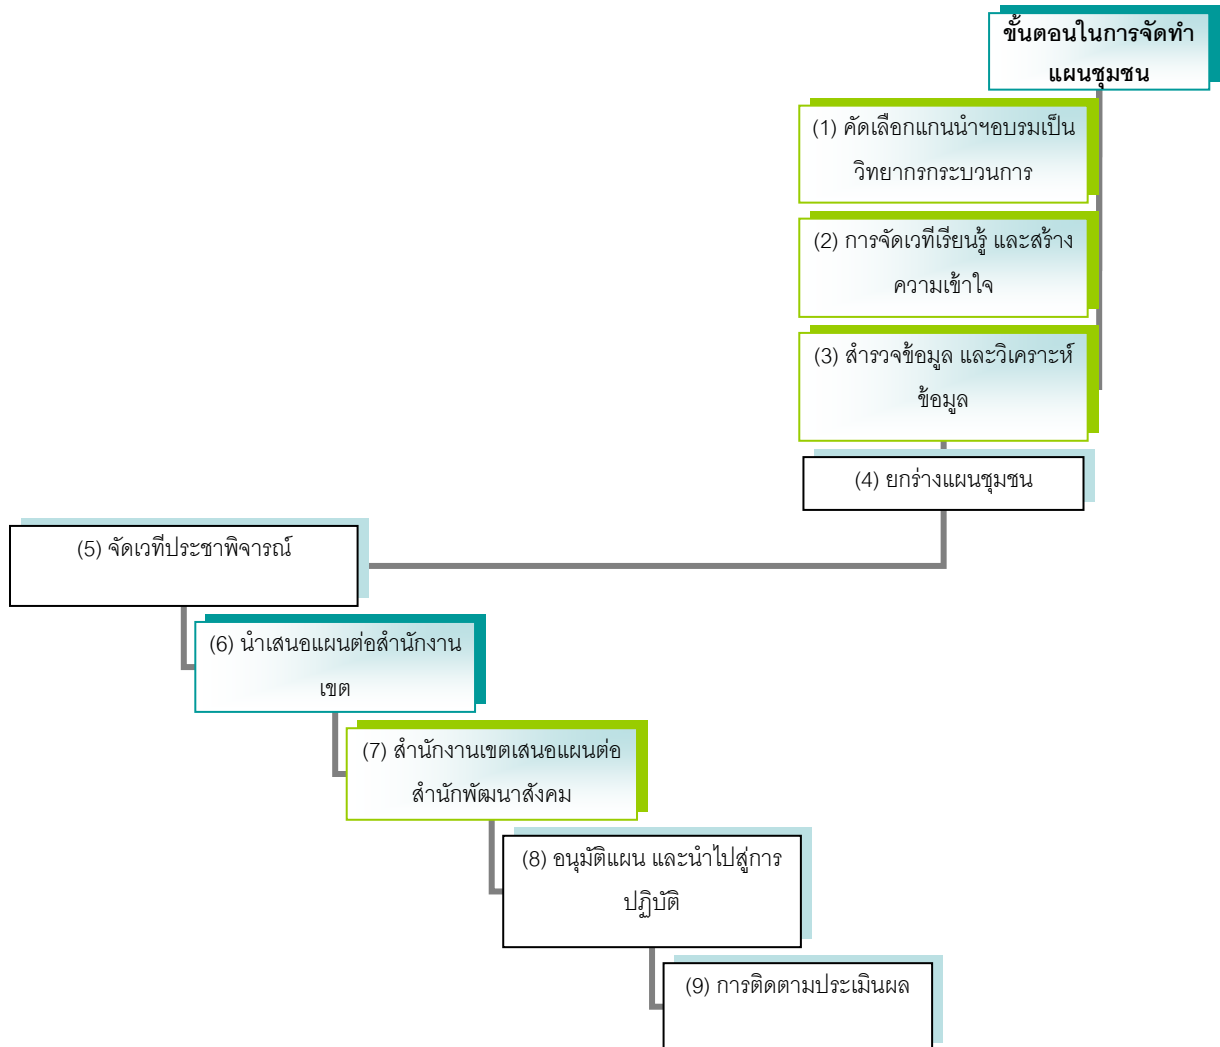 ขั้นตอนในการจัดทำ
แผนชุมชน
(1) คัดเลือกแกนนำฯอบรมเป็น
วิทยากรกระบวนการ
(2) การจัดเวทีเรียนรู้ และสร้าง
ความเข้าใจ
(3) สำรวจข้อมูล และวิเคราะห์
ข้อมูล
(4) ยกร่างแผนชุมชน
(5) จัดเวทีประชาพิจารณ์
(6) นำเสนอแผนต่อสำนักงาน
เขต
(7) สำนักงานเขตเสนอแผนต่อ
สำนักพัฒนาสังคม
(8) อนุมัติแผน และนำไปสู่การ
ปฏิบัติ
(9) การติดตามประเมินผล